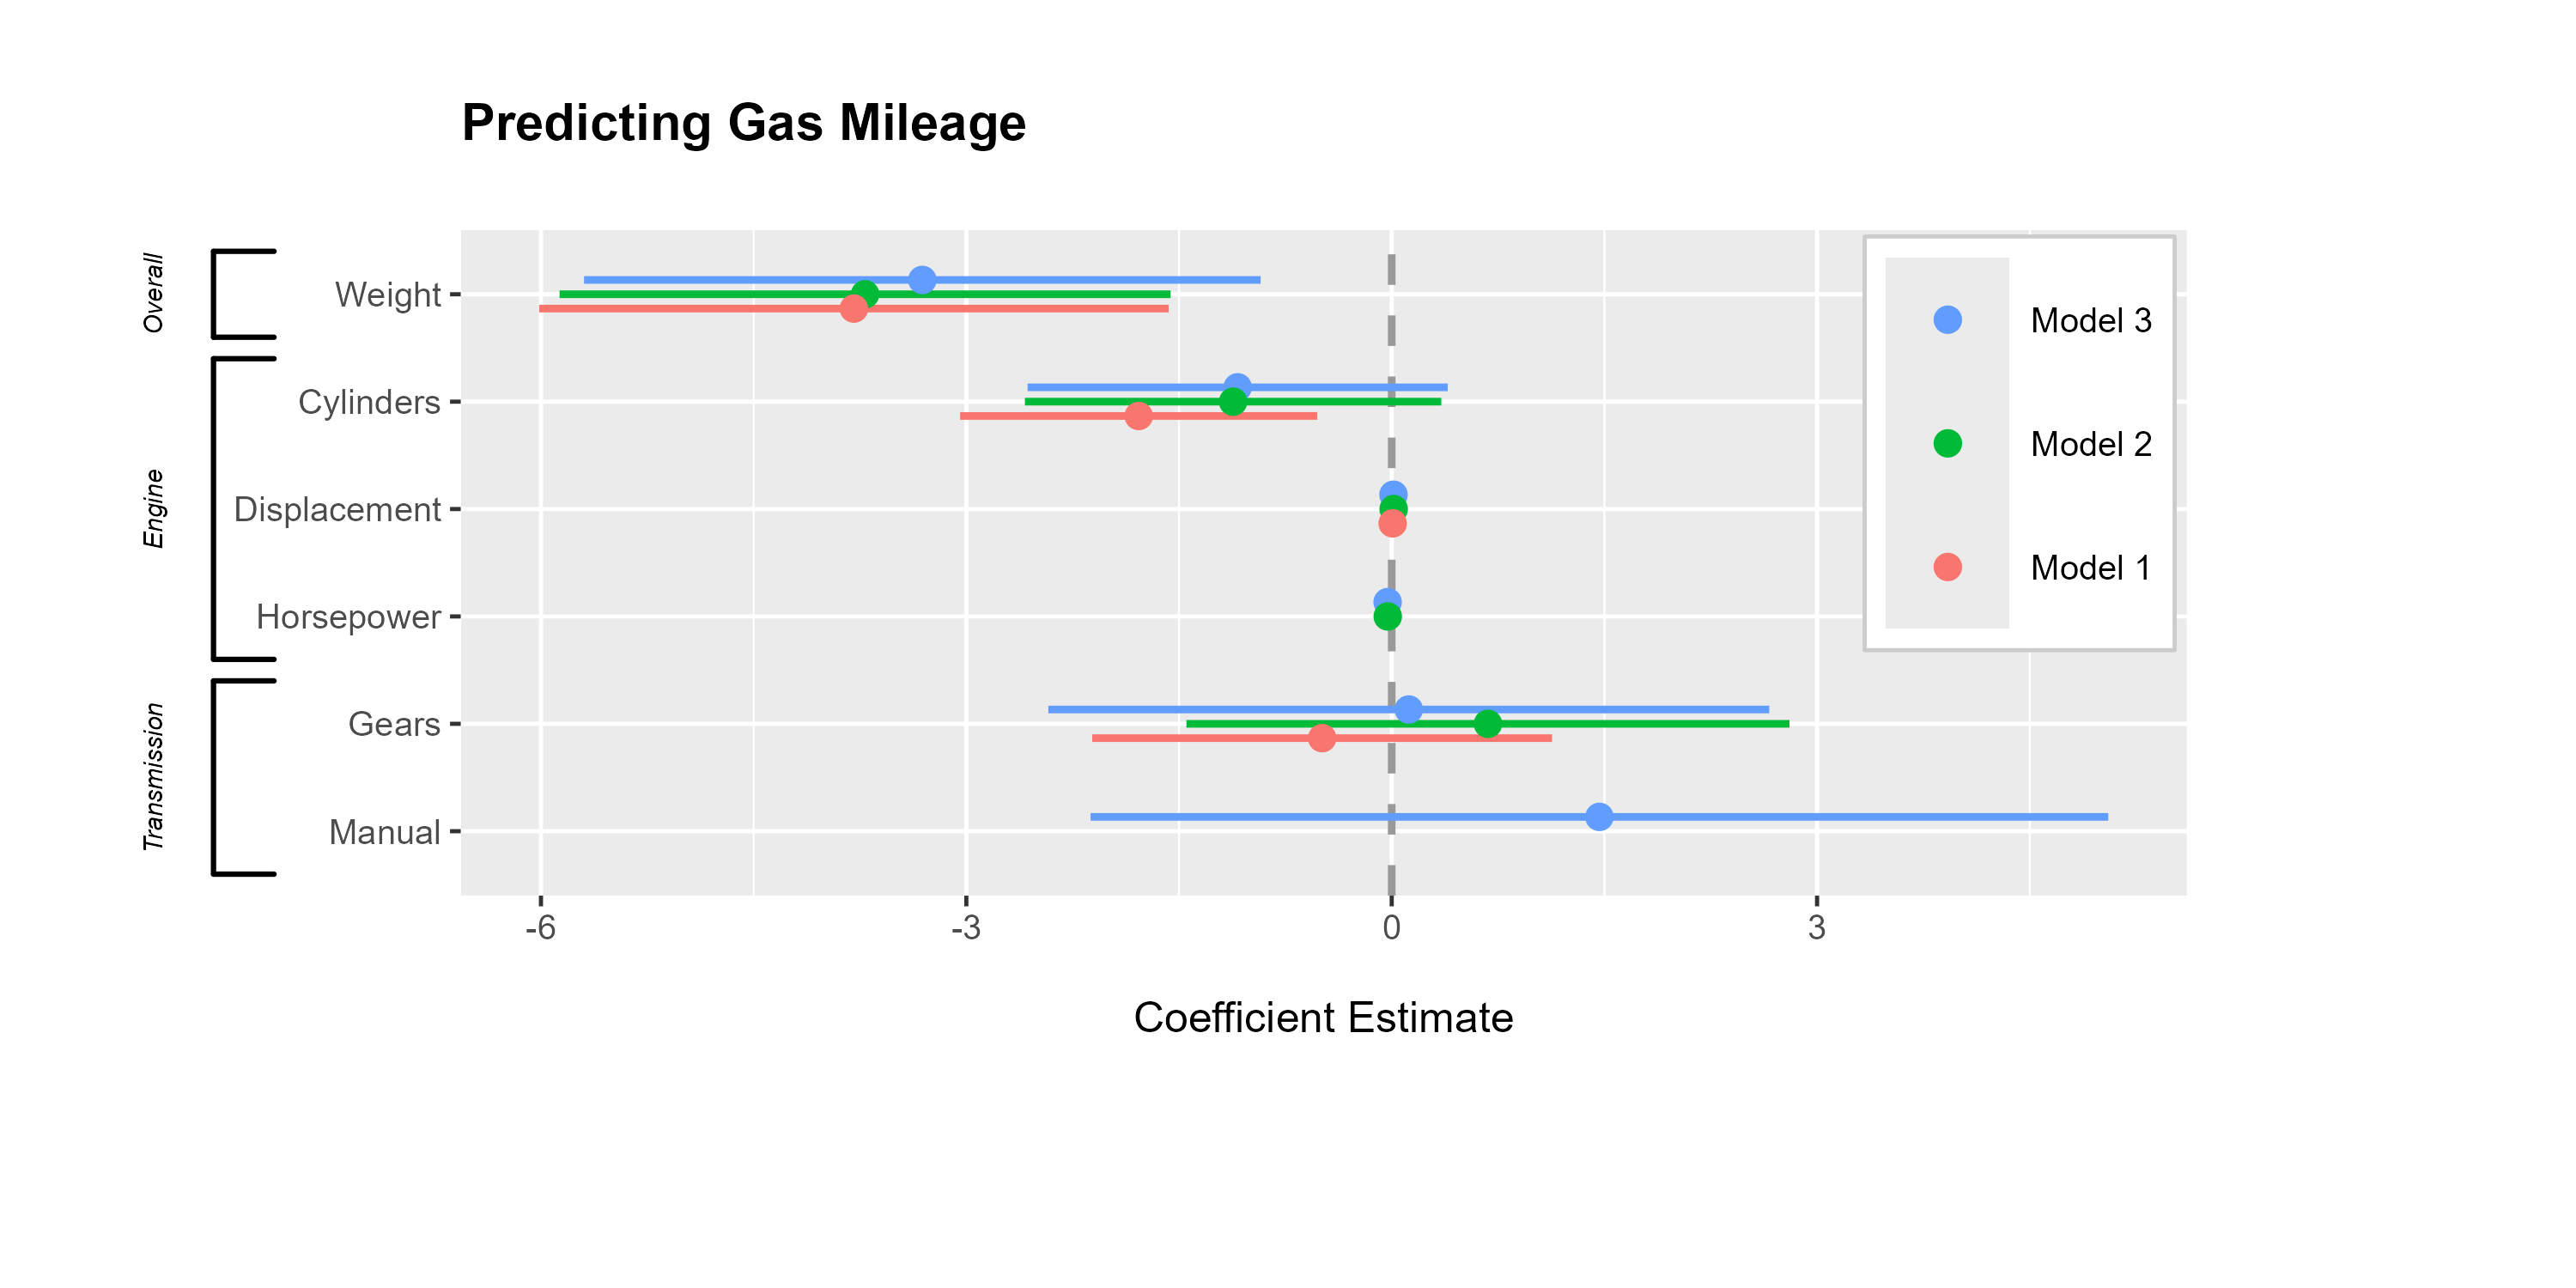 Predicting Gas Mileage
Overall
Weight
Engine
Cylinders
Displacement
Horsepower
Transmission
Gears
Manual
Model 3
Model 2
Model 1
-6 -3 0 3
Coefficient Estimate